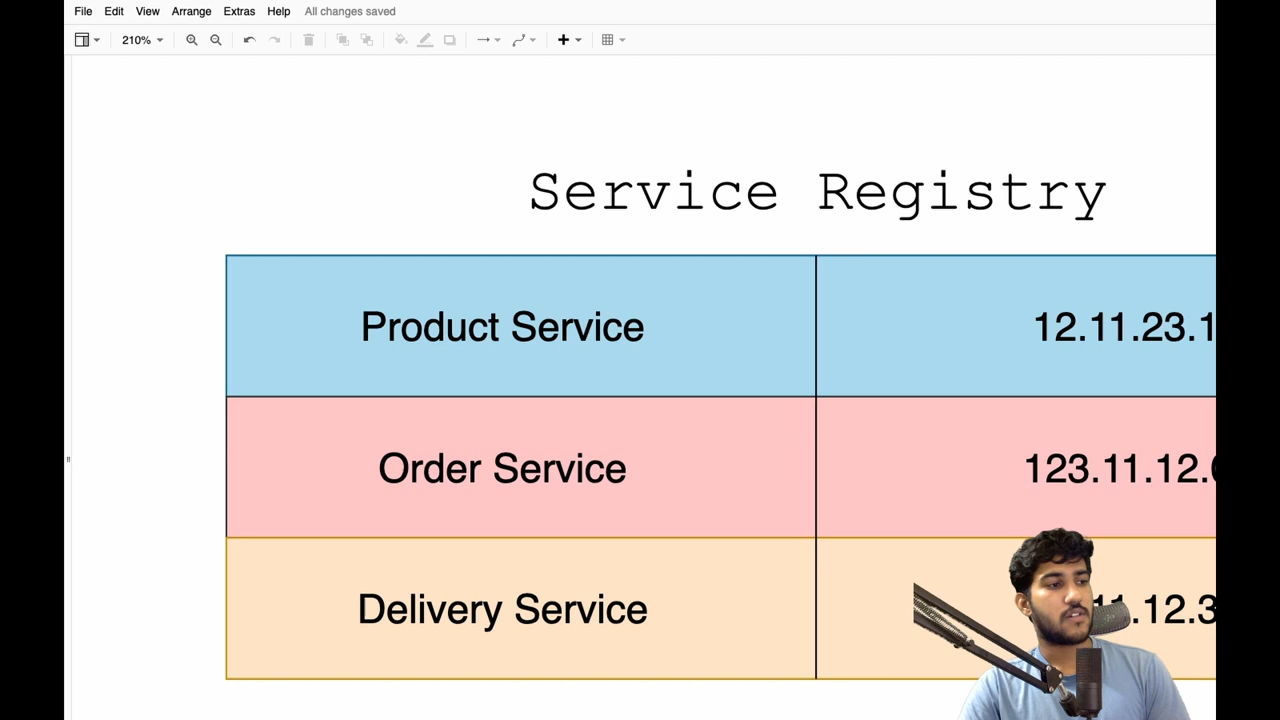 File Edit View Arrange Extras Help All changes saved
210%
Service Registry
Product Service 12.11.23.1
Order Service 123.11.12.
Delivery Service 11.12.3